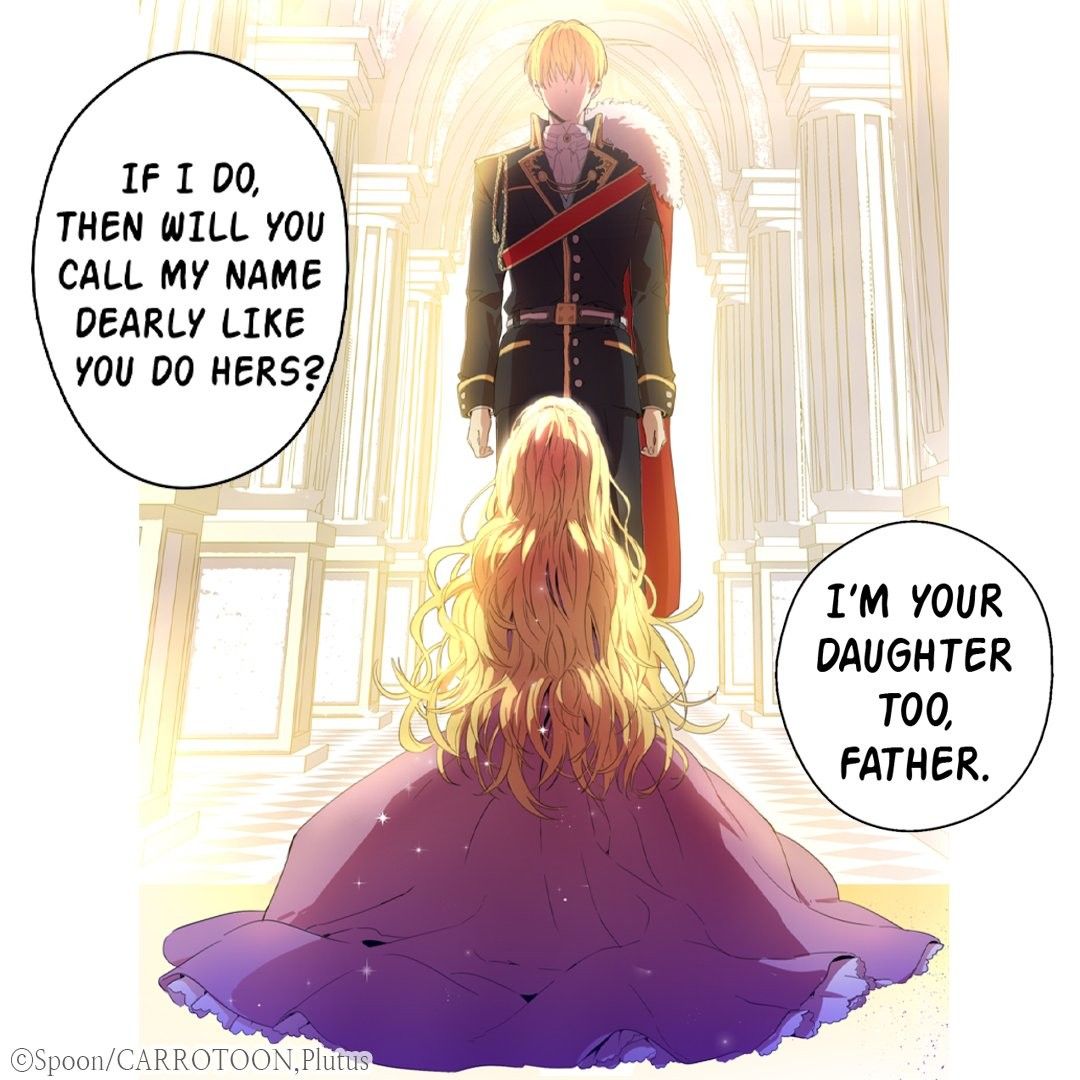 IF I DO,
THEN WILL YOU
CALL MY NAME
DEARLY LIKE
YOU DO HERS?
I'M YOUR
DAUGHTER
TOO,
FATHER.
©Spoon/CARROTOON,Plutus